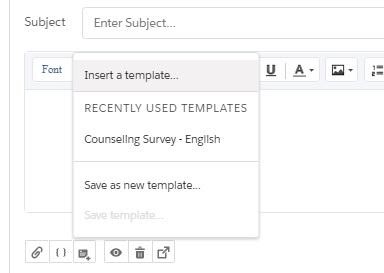 Subject
Enter Subject...
Font
U A
Insert a template...
RECENTLY USED TEMPLATES
Counseling Survey - English
Save as new template...
Save template...
{ }